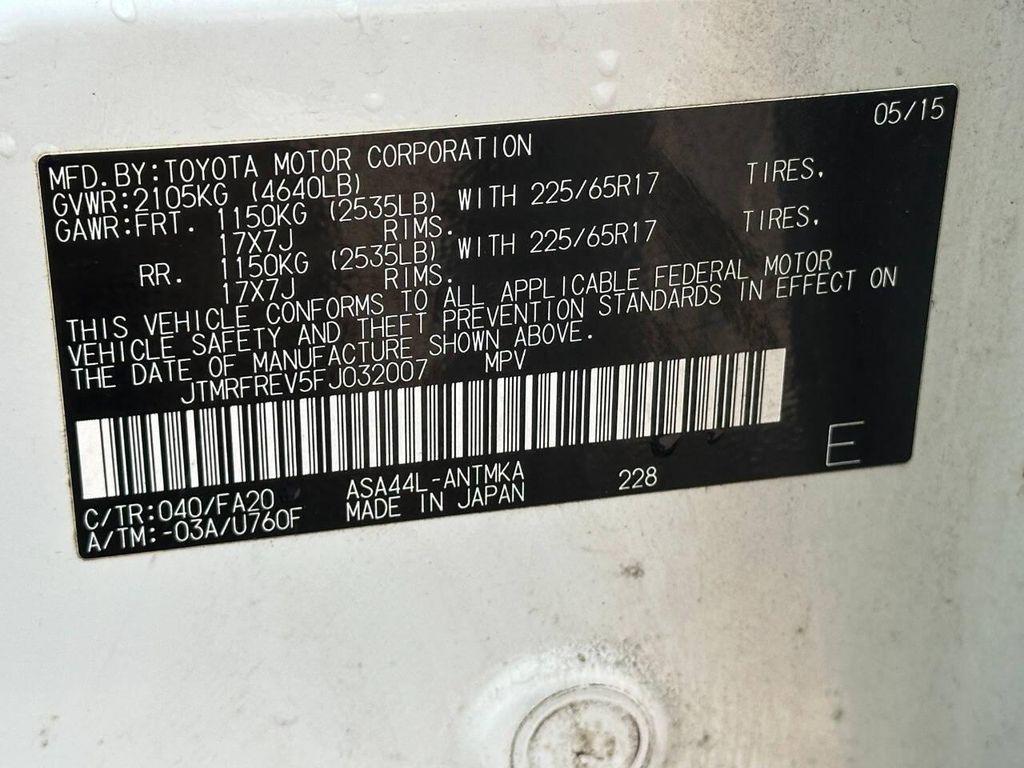 05/15
MFD.BY:TOYOTA MOTOR CORPORATION
GVWR:2105KG (4640LB)
GAWR:FRT. 1150KG (2535LB) WITH 225/65R17 TIRES,
17X7J RIMS.
RR. 1150KG (2535LB) WITH 225/65R17 TIRES,
17X7J RIMS.
THIS VEHICLE CONFORMS TO ALL APPLICABLE FEDERAL MOTOR
VEHICLE SAFETY AND THEFT PREVENTION STANDARDS IN EFFECT ON
THE DATE OF MANUFACTURE SHOWN ABOVE.
JTMRFREV5FJ032007 MPV
E
C/TR:040/FA20 ASA44L-ANTMKA 228
A/TM:-03A/U760F MADE IN JAPAN